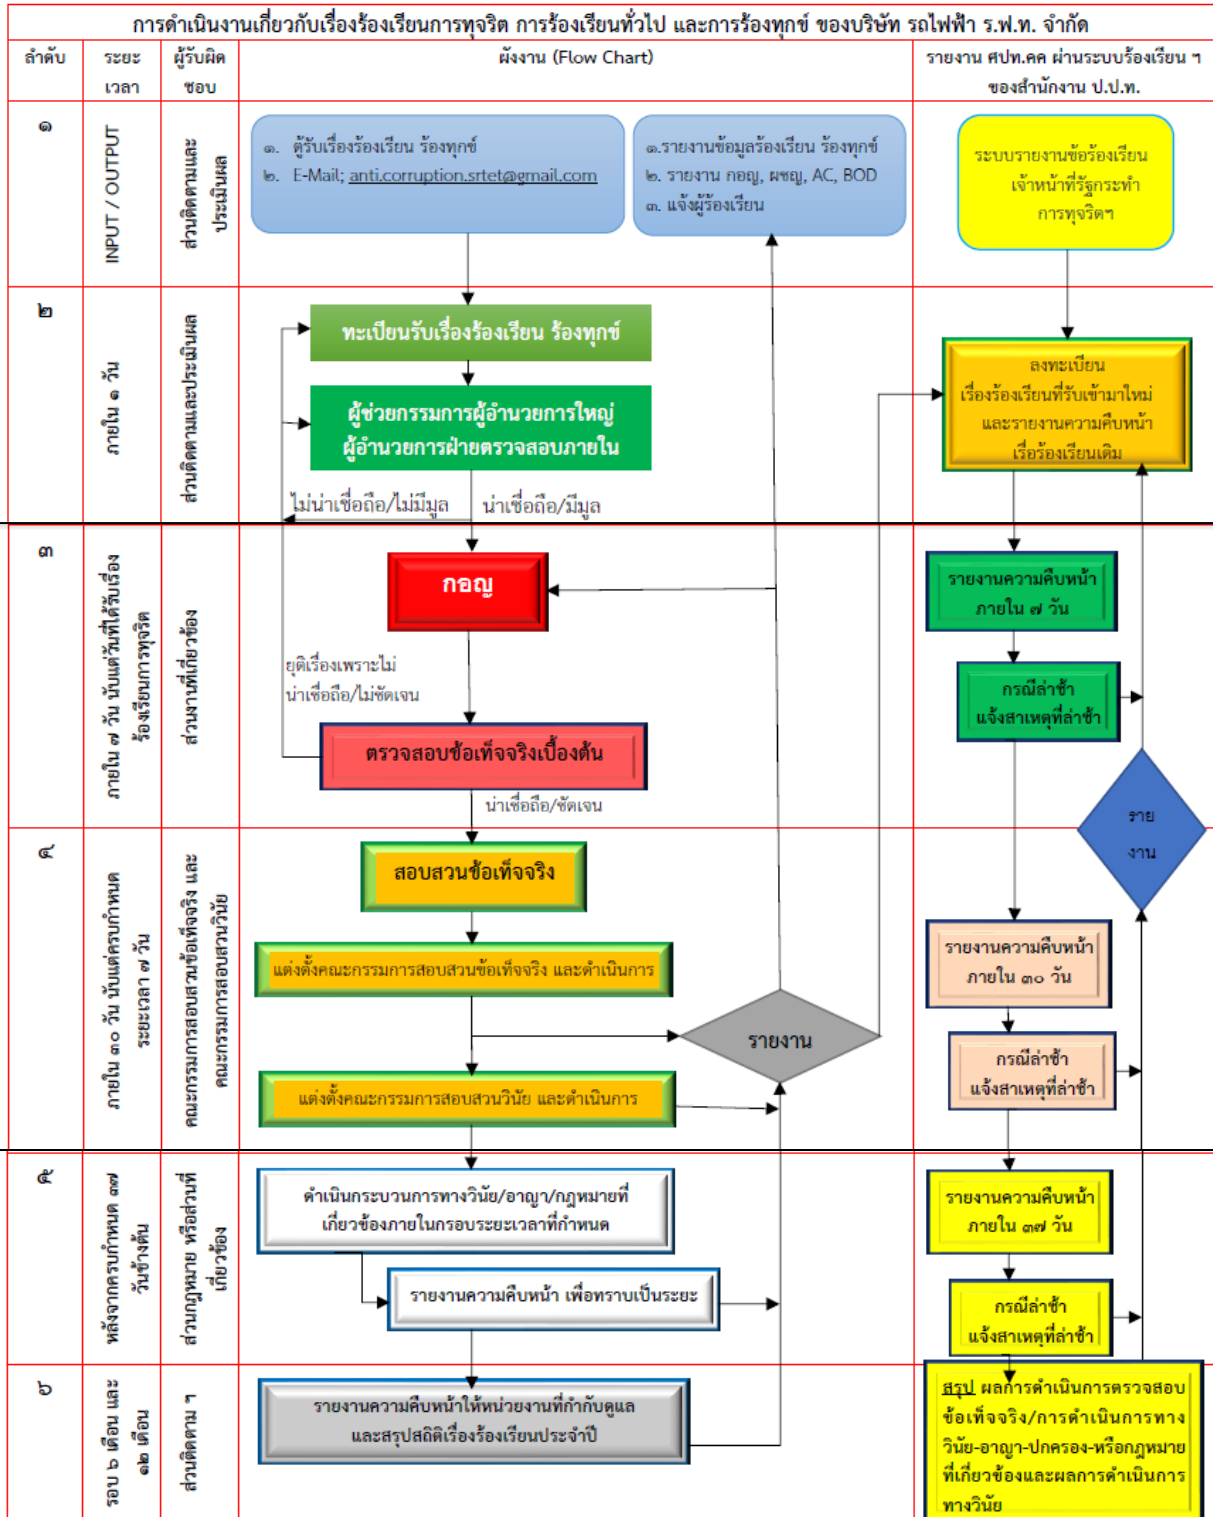 การดำเนินงานเกี่ยวกับเรื่องร้องเรียนการทุจริต การร้องเรียนทั่วไป และการร้องทุกข์ ของบริษัท รถไฟฟ้า ร.ฟ.ท. จำกัด
ลำดับ
ระยะ
เวลา
ผู้รับผิด
ชอบ
ผังงาน (Flow Chart)
รายงาน ศปท.คค ผ่านระบบร้องเรียน ฯ
ของสำนักงาน ป.ป.ท.
๑
INPUT / OUTPUT
ส่วนติดตามและ
ประเมินผล
๑. ตู้รับเรื่องร้องเรียน ร้องทุกข์
๒. E-Mail; anti.corruption.srtet@gmail.com
๑.รายงานข้อมูลร้องเรียน ร้องทุกข์
๒. รายงาน กอญ, ผชญ, AC, BOD
๓. แจ้งผู้ร้องเรียน
ระบบรายงานข้อร้องเรียน
เจ้าหน้าที่รัฐกระทำ
การทุจริตฯ
๒
ภายใน ๑ วัน
ส่วนติดตามและประเมินผล
ทะเบียนรับเรื่องร้องเรียน ร้องทุกข์
ผู้ช่วยกรรมการผู้อำนวยการใหญ่
ผู้อำนวยการฝ่ายตรวจสอบภายใน
ไม่น่าเชื่อถือ/ไม่มีมูล
น่าเชื่อถือ/มีมูล
ลงทะเบียน
เรื่องร้องเรียนที่รับเข้ามาใหม่
และรายงานความคืบหน้า
เรื่อร้องเรียนเดิม
๓
ภายใน ๗ วัน นับแต่วันที่ได้รับเรื่อง
ร้องเรียนการทุจริต
ส่วนงานที่เกี่ยวข้อง
กอญ
ยุติเรื่องเพราะไม่
น่าเชื่อถือ/ไม่ชัดเจน
ตรวจสอบข้อเท็จจริงเบื้องต้น
น่าเชื่อถือ/ชัดเจน
รายงานความคืบหน้า
ภายใน ๗ วัน
กรณีล่าช้า
แจ้งสาเหตุที่ล่าช้า
ราย
งาน
๔
ภายใน ๓๐ วัน นับแต่ครบกำหนด
ระยะเวลา ๗ วัน
คณะกรรมการสอบสวนข้อเท็จจริง และ
คณะกรรมการสอบสวนวินัย
สอบสวนข้อเท็จจริง
แต่งตั้งคณะกรรมการสอบสวนข้อเท็จจริง และดำเนินการ
รายงาน
แต่งตั้งคณะกรรมการสอบสวนวินัย และดำเนินการ
รายงานความคืบหน้า
ภายใน ๓๐ วัน
กรณีล่าช้า
แจ้งสาเหตุที่ล่าช้า
๕
หลังจากครบกำหนด ๓๗
วันข้างต้น
ส่วนกฎหมาย หรือส่วนที่
เกี่ยวข้อง
ดำเนินกระบวนการทางวินัย/อาญา/กฎหมายที่
เกี่ยวข้องภายในกรอบระยะเวลาที่กำหนด
รายงานความคืบหน้า เพื่อทราบเป็นระยะ
รายงานความคืบหน้า
ภายใน ๓๗ วัน
กรณีล่าช้า
แจ้งสาเหตุที่ล่าช้า
๖
รอบ ๖ เดือน และ
๑๒ เดือน
ส่วนติดตาม ฯ
รายงานความคืบหน้าให้หน่วยงานที่กำกับดูแล
และสรุปสถิติเรื่องร้องเรียนประจำปี
สรุป ผลการดำเนินการตรวจสอบ
ข้อเท็จจริง/การดำเนินการทาง
วินัย-อาญา-ปกครอง-หรือกฎหมาย
ที่เกี่ยวข้องและผลการดำเนินการ
ทางวินัย